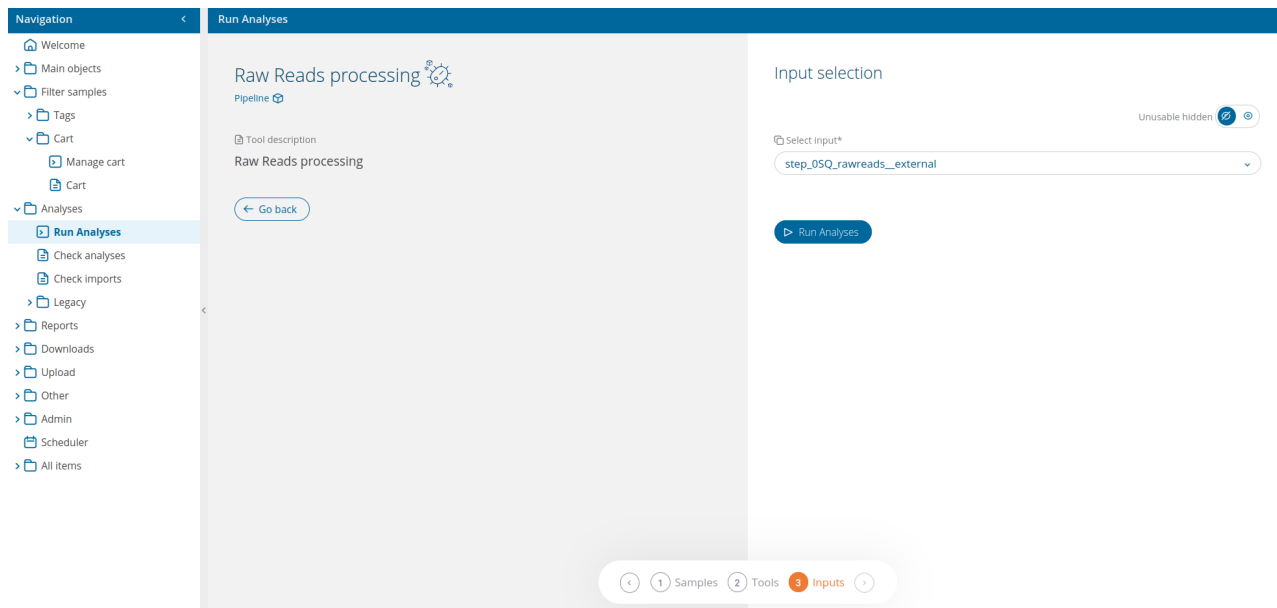 Navigation
Welcome
Main objects
Filter samples
Tags
Cart
Manage cart
Cart
Analyses
Run Analyses
Check analyses
Check imports
Legacy
Reports
Downloads
Upload
Other
Admin
Scheduler
All items
Run Analyses
Raw Reads processing
Pipeline
Tool description
Raw Reads processing
Go back
Input selection
Unusable hidden
Select input*
step_0SQ_rawreads__external
Run Analyses
1 Samples 2 Tools 3 Inputs